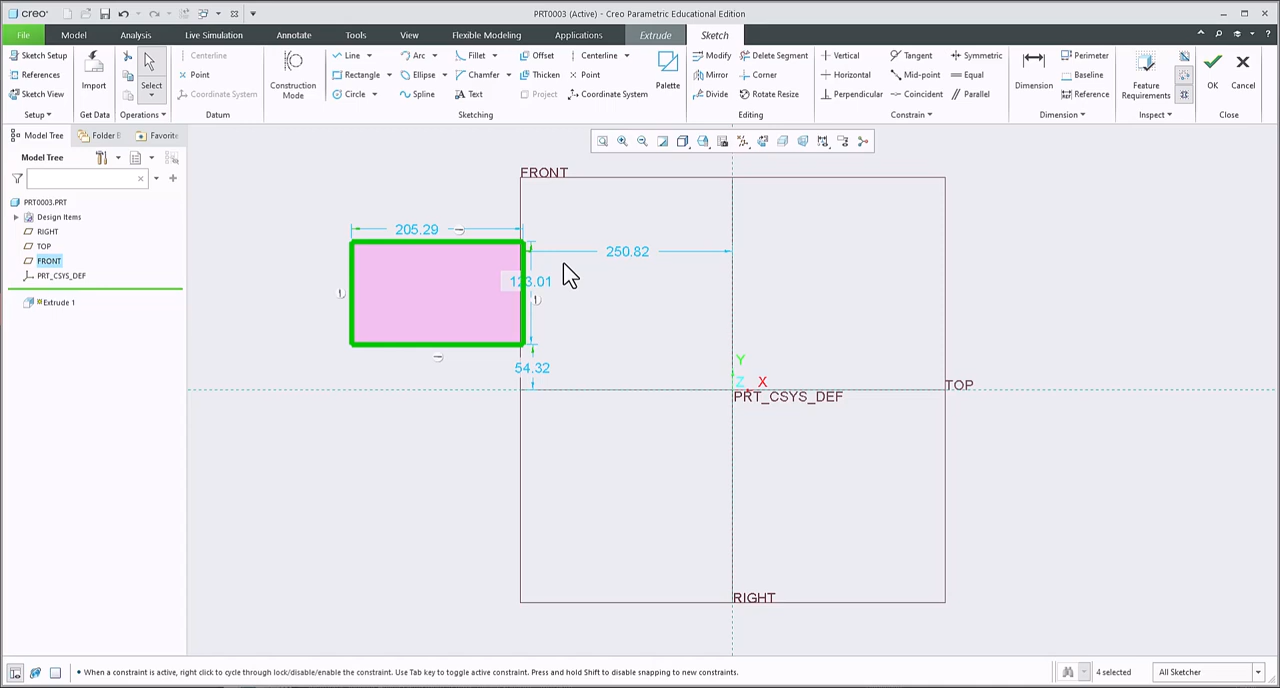 creo
PRT0003 (Active) - Creo Parametric Educational Edition
File Model Analysis Live Simulation Annotate Tools View Flexible Modeling Applications Extrude Sketch
Sketch Setup
References
Sketch View
Setup
Import
Get Data
Select
Operations
Centerline
Point
Coordinate System
Datum
Construction
Mode
Line Arc Fillet Offset Centerline
Rectangle Ellipse Chamfer Thicken Point
Circle Spline Text Project Coordinate System
Palette
Sketching
Modify Delete Segment
Mirror Corner
Divide Rotate Resize
Editing
Vertical Tangent Symmetric
Horizontal Mid-point Equal
Perpendicular Coincident Parallel
Constrain
Dimension
Perimeter
Baseline
Reference
Dimension
Feature
Requirements
Inspect
OK Cancel
Close
Model Tree Folder B Favorite
Model Tree
PRT0003.PRT
Design Items
RIGHT
TOP
FRONT
PRT_CSYS_DEF
Extrude 1
FRONT
205.29
250.82
123.01
54.32
Y
Z X
TOP
PRT_CSYS_DEF
RIGHT
• When a constraint is active, right click to cycle through lock/disable/enable the constraint. Use Tab key to toggle active constraint. Press and hold Shift to disable snapping to new constraints.
4 selected
All Sketcher